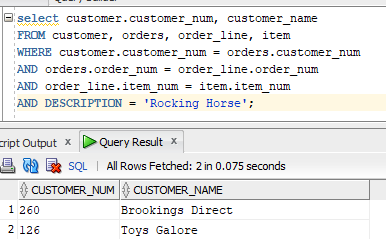 select customer.customer_num, customer_name
FROM customer, orders, order_line, item
WHERE customer.customer_num = orders.customer_num
AND orders.order_num = order_line.order_num
AND order_line.item_num = item.item_num
AND DESCRIPTION = 'Rocking Horse';
cript Output x Query Result x
SQL | All Rows Fetched: 2 in 0.075 seconds
CUSTOMER_NUM CUSTOMER_NAME
1 260 Brookings Direct
2 126 Toys Galore